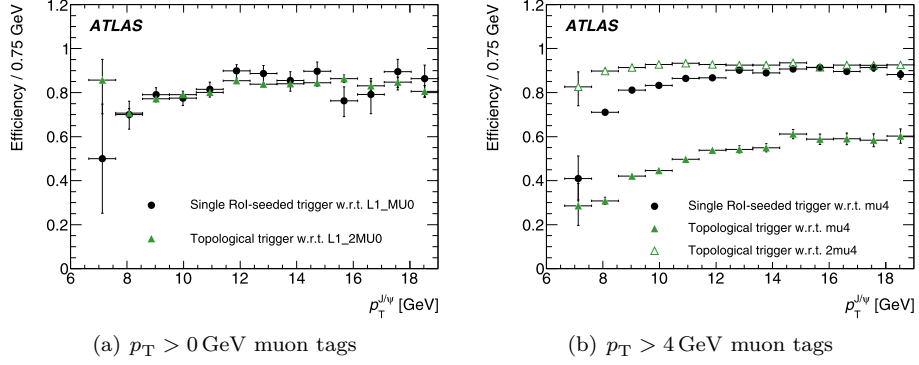 Efficiency / 0.75 GeV
1.2
1
0.8
0.6
0.4
0.2
0
ATLAS
Single RoI-seeded trigger w.r.t. L1_MU0
Topological trigger w.r.t. L1_2MU0
6 8 10 12 14 16 18
p_T^{J/ψ} [GeV]
(a) p_T > 0 GeV muon tags
Efficiency / 0.75 GeV
1.2
1
0.8
0.6
0.4
0.2
0
ATLAS
Single RoI-seeded trigger w.r.t. mu4
Topological trigger w.r.t. mu4
Topological trigger w.r.t. 2mu4
6 8 10 12 14 16 18
p_T^{J/ψ} [GeV]
(b) p_T > 4 GeV muon tags